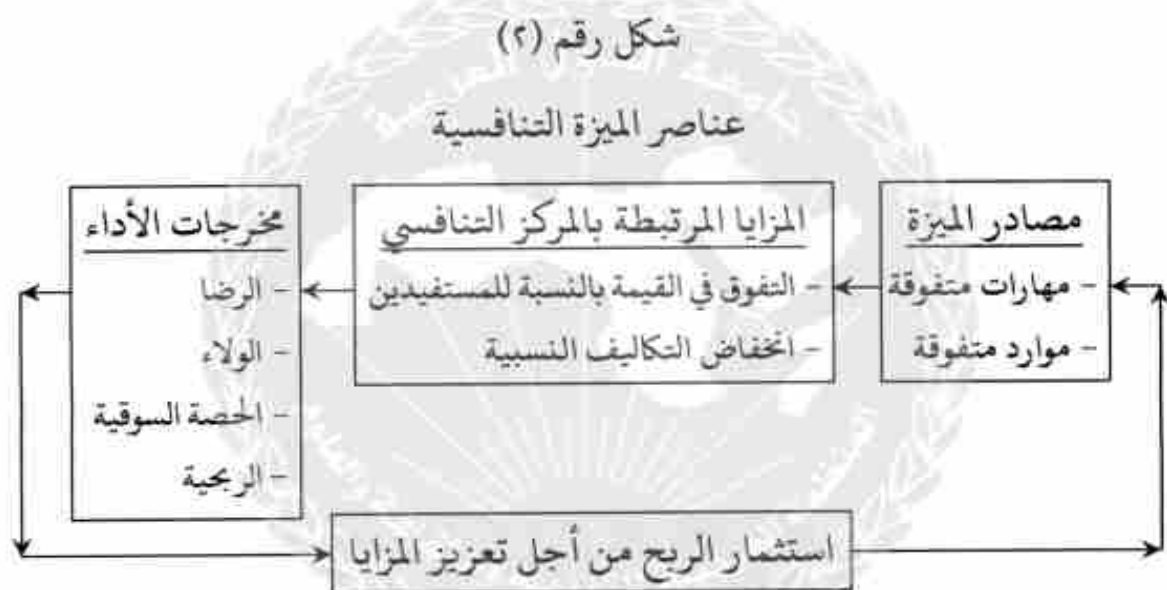 شكل رقم (٢)
عناصر الميزة التنافسية
مصادر الميزة
- مهارات متفوقة
- موارد متفوقة
المزايا المرتبطة بالمركز التنافسي
- التفوق في القيمة بالنسبة للمستفيدين
- انخفاض التكاليف النسبية
مخرجات الأداء
- الرضا
- الولاء
- الحصة السوقية
- الربحية
استثمار الربح من أجل تعزيز المزايا